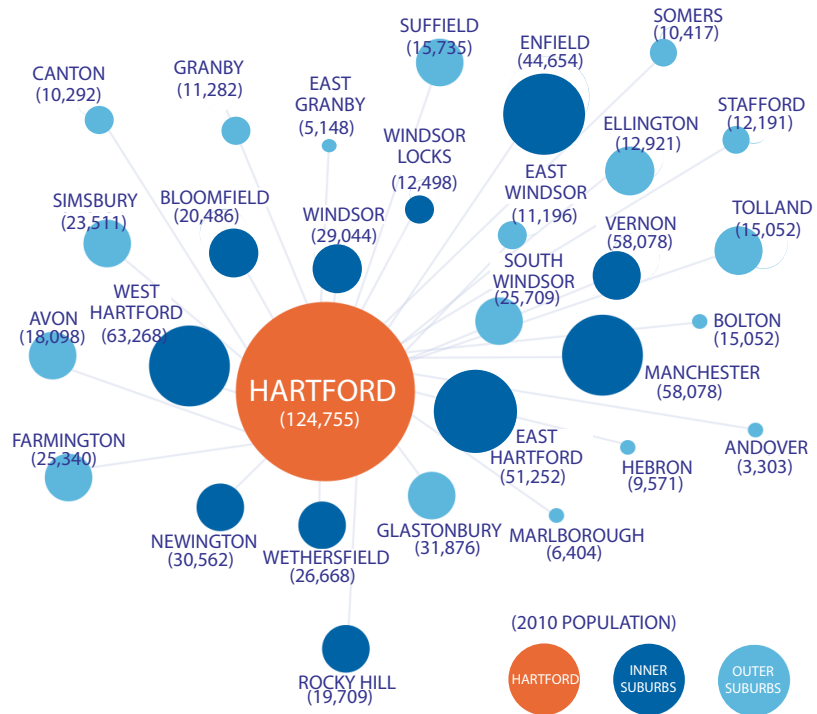 SOMERS
(10,417)
SUFFIELD
(15,735)
ENFIELD
(44,654)
CANTON
(10,292)
GRANBY
(11,282)
EAST
GRANBY
(5,148)
STAFFORD
(12,191)
ELLINGTON
(12,921)
WINDSOR
LOCKS
(12,498)
EAST
WINDSOR
(11,196)
SIMSBURY
(23,511)
BLOOMFIELD
(20,486)
WINDSOR
(29,044)
VERNON
(58,078)
TOLLAND
(15,052)
SOUTH
WINDSOR
(25,709)
WEST
HARTFORD
(63,268)
AVON
(18,098)
BOLTON
(15,052)
MANCHESTER
(58,078)
HARTFORD
(124,755)
FARMINGTON
(25,340)
EAST
HARTFORD
(51,252)
ANDOVER
(3,303)
HEBRON
(9,571)
NEWINGTON
(30,562)
WETHERSFIELD
(26,668)
GLASTONBURY
(31,876)
MARLBOROUGH
(6,404)
ROCKY HILL
(19,709)
(2010 POPULATION)
HARTFORD
INNER
SUBURBS
OUTER
SUBURBS